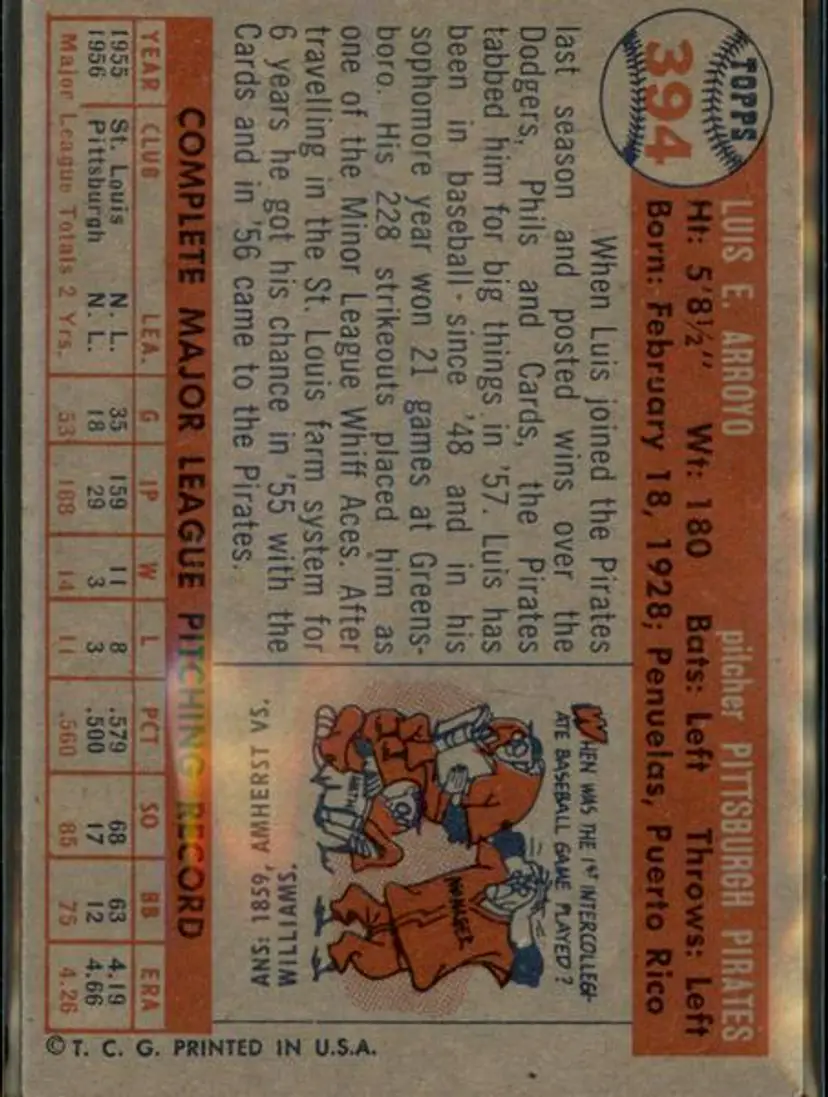 TOPPS
394
LUIS E. ARROYO pitcher PITTSBURGH PIRATES
Ht: 5'8½" Wt: 180 Bats: Left Throws: Left
Born: February 18, 1928; Penuelas, Puerto Rico
When Luis joined the Pirates
last season and posted wins over the
Dodgers, Phils and Cards, the Pirates
tabbed him for big things in '57. Luis has
been in baseball since '48 and in his
sophomore year won 21 games at Greens-
boro. His 228 strikeouts placed him as
one of the Minor League Whiff Aces. After
travelling in the St. Louis farm system for
6 years he got his chance in '55 with the
Cards and in '56 came to the Pirates.
WHEN WAS THE 1ST INTERCOLLEGI-
ATE BASEBALL GAME PLAYED?
MANAGER
MATH
ANS: 1859, AMHERST VS.
WILLIAMS.
COMPLETE MAJOR LEAGUE PITCHING RECORD
YEAR CLUB LEA. G IP W L PCT SO BB ERA
1955 St. Louis N. L. 35 159 11 8 .579 68 63 4.19
1956 Pittsburgh N. L. 18 29 3 3 .500 17 12 4.66
Major League Totals 2 Yrs. 53 188 14 11 .560 85 75 4.26
© T. C. G. PRINTED IN U.S.A.